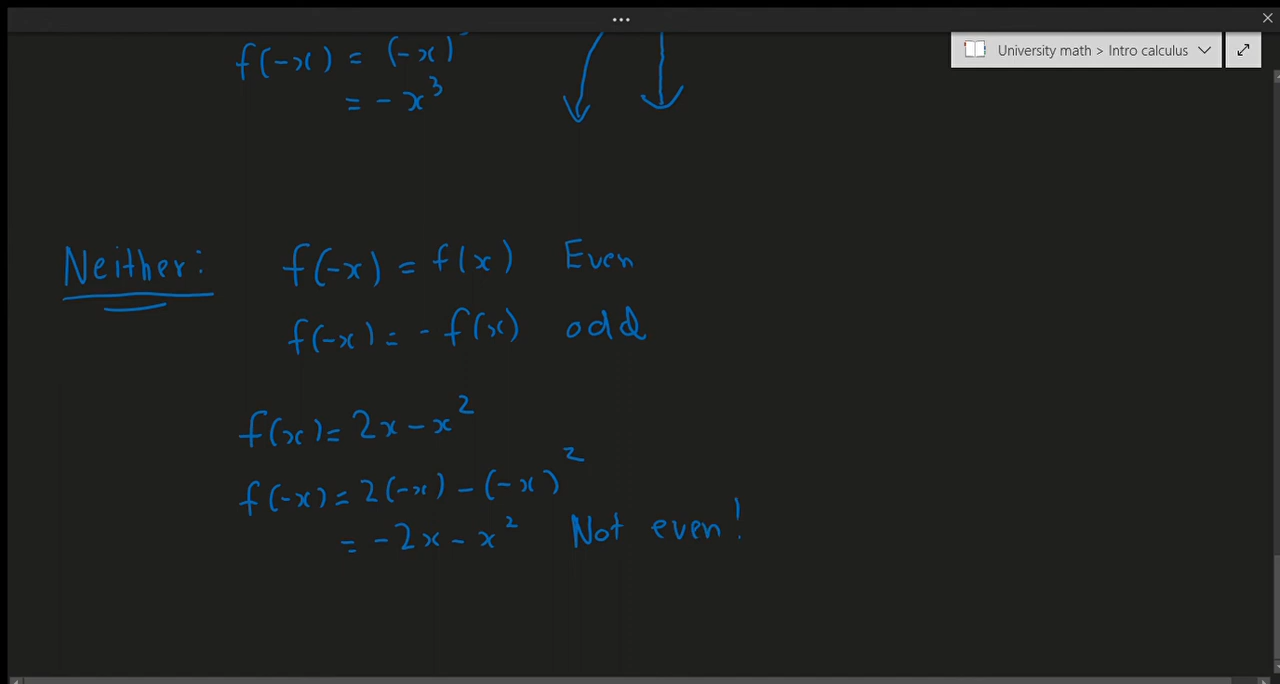 ...
University math > Intro calculus
f(-x) = (-x)
= - x³
Neither: f(-x) = f(x) Even
f(-x) = - f(x) odd
f(x) = 2x - x²
f(-x) = 2(-x) - (-x)²
= -2x - x² Not even!